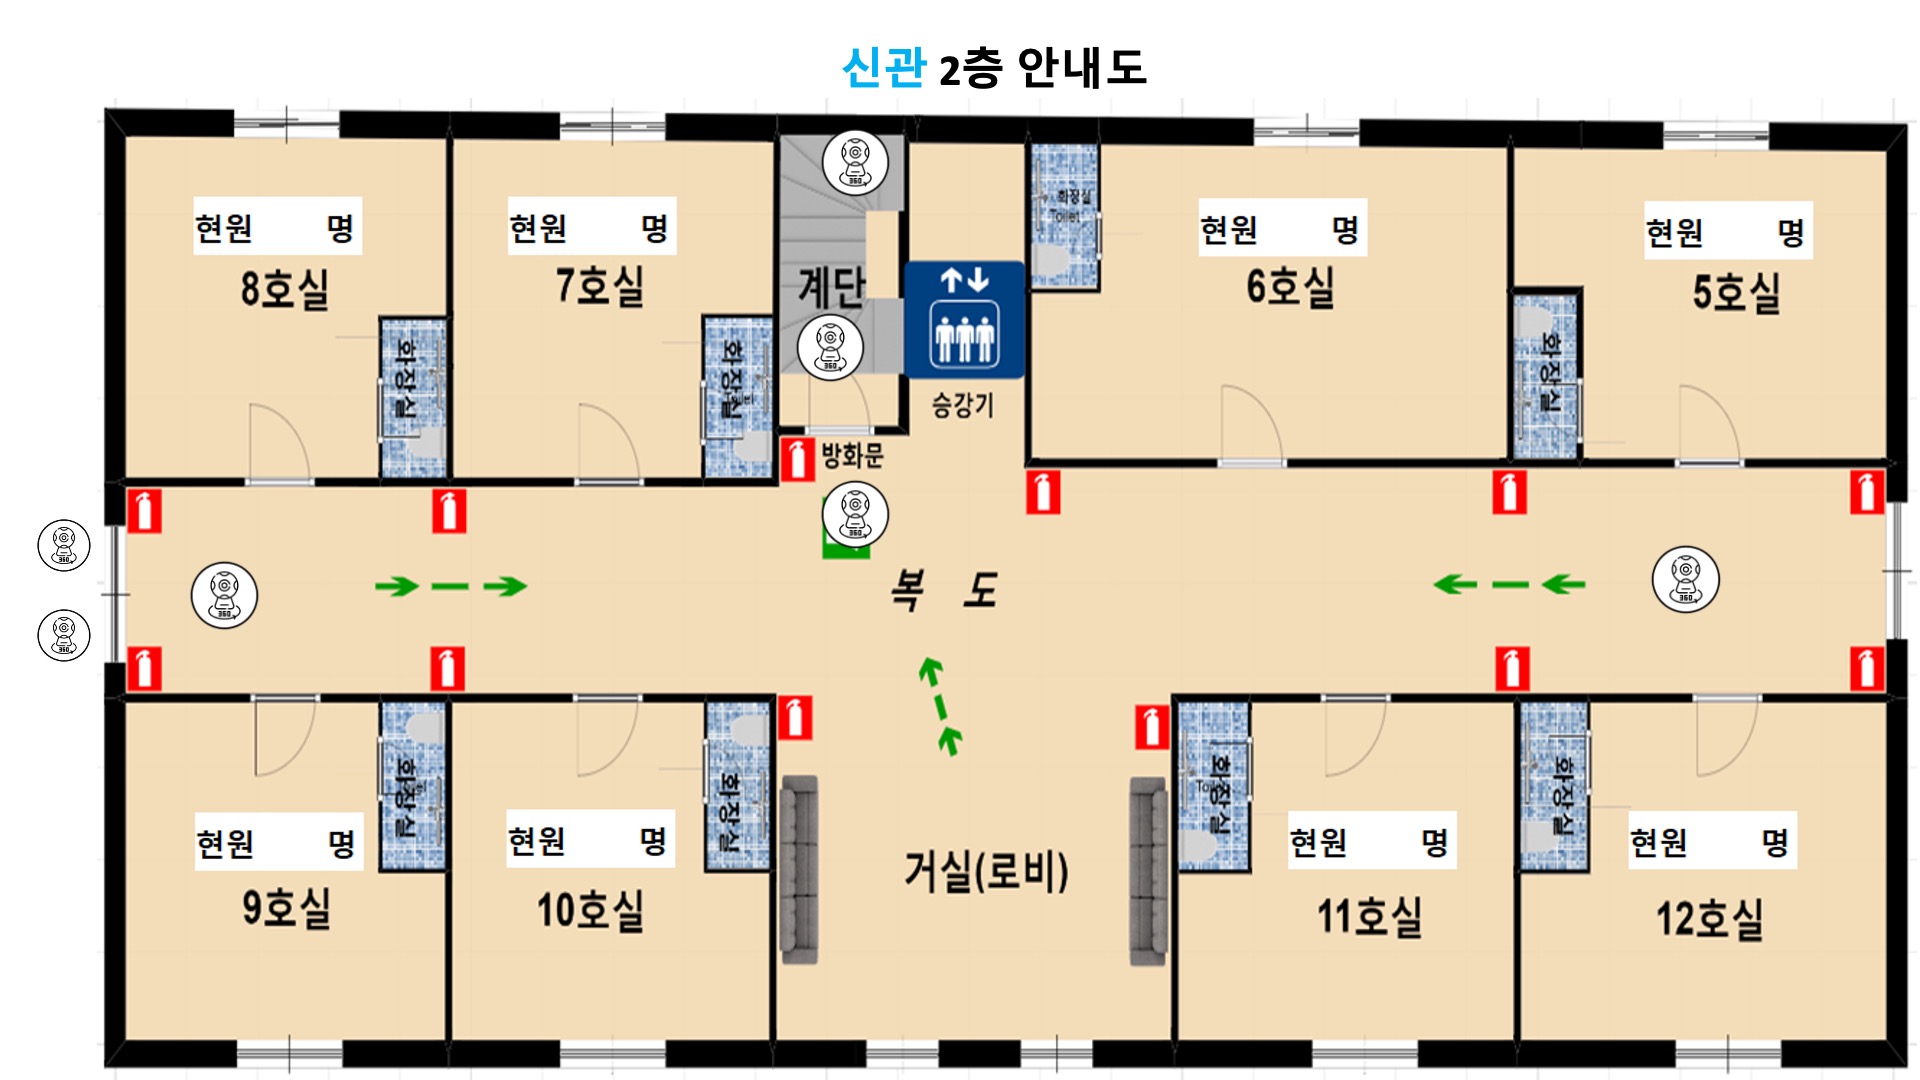 신관 2층 안내도
현원 명
8호실
화장실
현원 명
7호실
화장실
계단
방화문
승강기
화장실
Toilet
현원 명
6호실
현원 명
5호실
화장실
복 도
현원 명
9호실
화장실
현원 명
10호실
화장실
거실(로비)
화장실
현원 명
11호실
화장실
현원 명
12호실